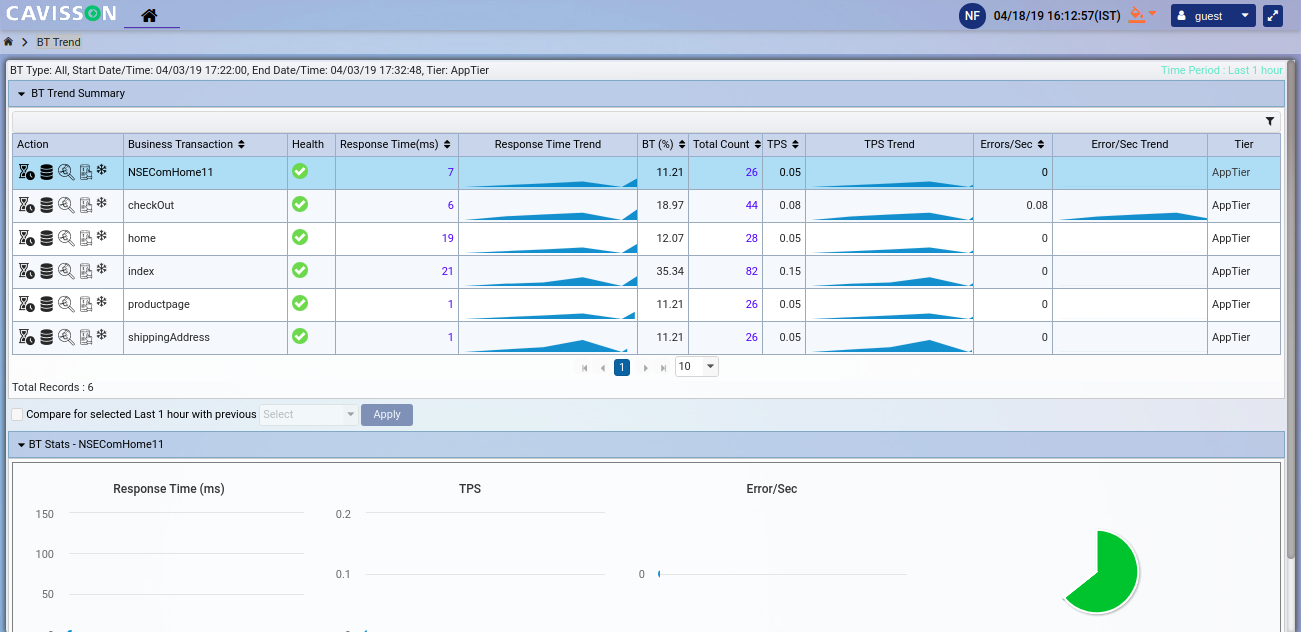 CAVISSON
NF 04/18/19 16:12:57(IST) guest
BT Trend
BT Type: All, Start Date/Time: 04/03/19 17:22:00, End Date/Time: 04/03/19 17:32:48, Tier: AppTier Time Period : Last 1 hour
BT Trend Summary
Action Business Transaction Health Response Time(ms) Response Time Trend BT (%) Total Count TPS TPS Trend Errors/Sec Error/Sec Trend Tier
NSEComHome11 7 11.21 26 0.05 0 AppTier
checkOut 6 18.97 44 0.08 0.08 AppTier
home 19 12.07 28 0.05 0 AppTier
index 21 35.34 82 0.15 0 AppTier
productpage 1 11.21 26 0.05 0 AppTier
shippingAddress 1 11.21 26 0.05 0 AppTier
1 10
Total Records : 6
Compare for selected Last 1 hour with previous Select Apply
BT Stats - NSEComHome11
Response Time (ms) TPS Error/Sec
150 0.2
100 0.1 0
50